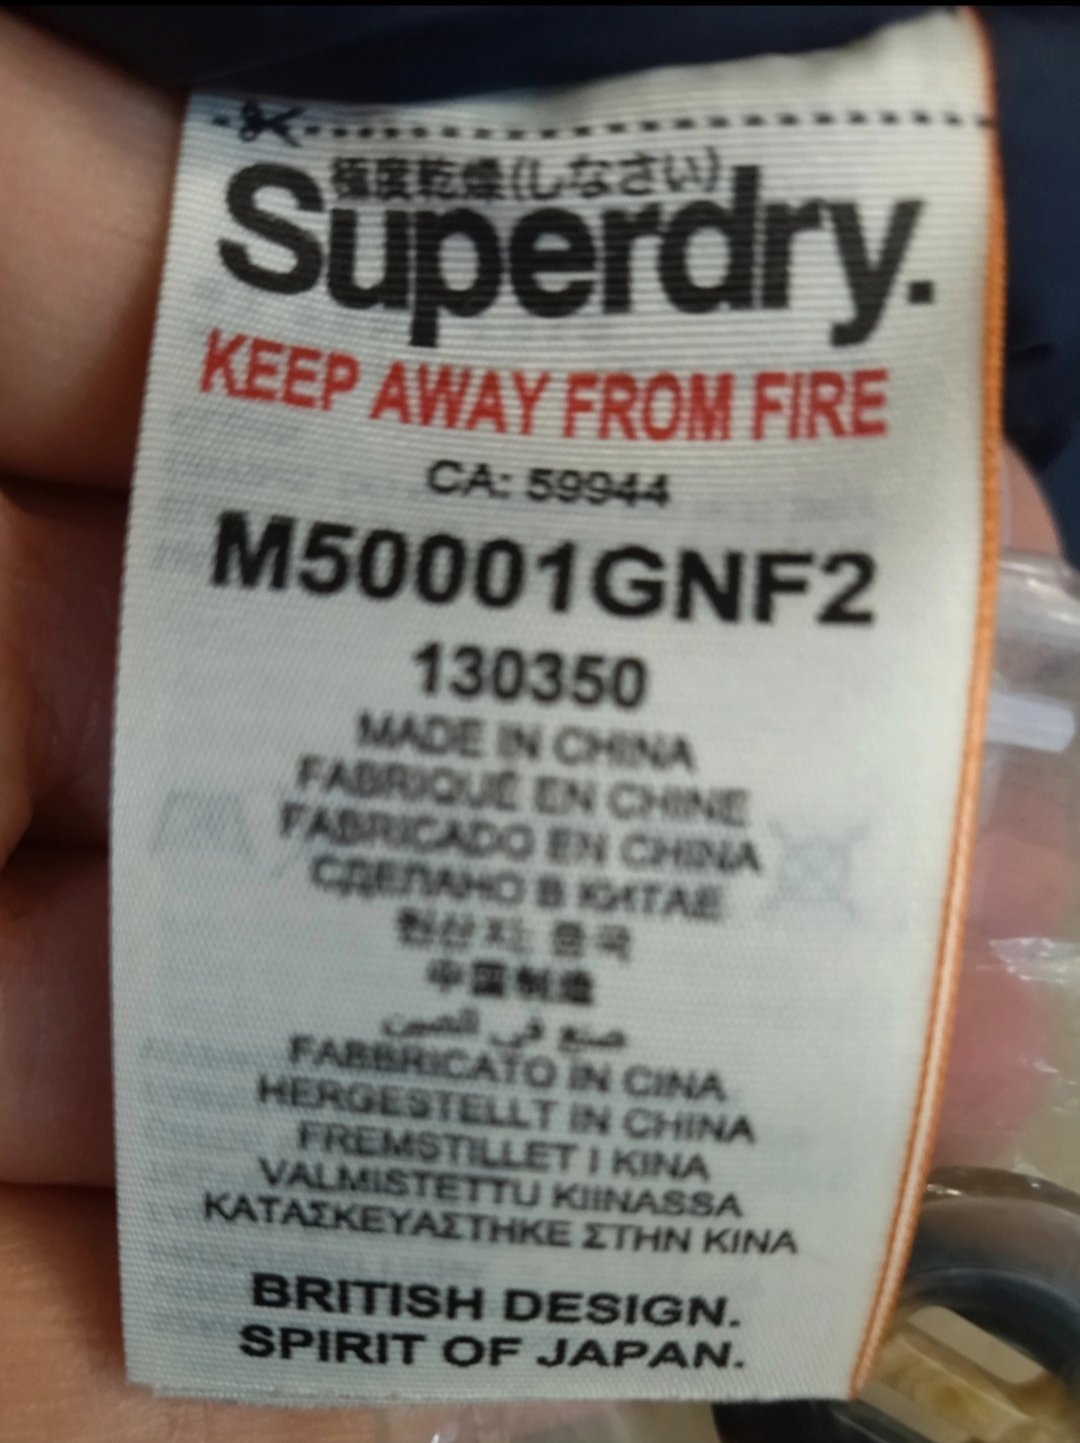 極度乾燥(しなさい)
Superdry.
KEEP AWAY FROM FIRE
CA: 59944
M50001GNF2
130350
MADE IN CHINA
FABRIQUÉ EN CHINE
FABRICADO EN CHINA
СДЕЛАНО В КИТАЕ
원산지: 중국
中国制造
صنع في الصين
FABBRICATO IN CINA
HERGESTELLT IN CHINA
FREMSTILLET I KINA
VALMISTETTU KIINASSA
ΚΑΤΑΣΚΕΥΑΣΤΗΚΕ ΣΤΗΝ ΚΙΝΑ
BRITISH DESIGN.
SPIRIT OF JAPAN.